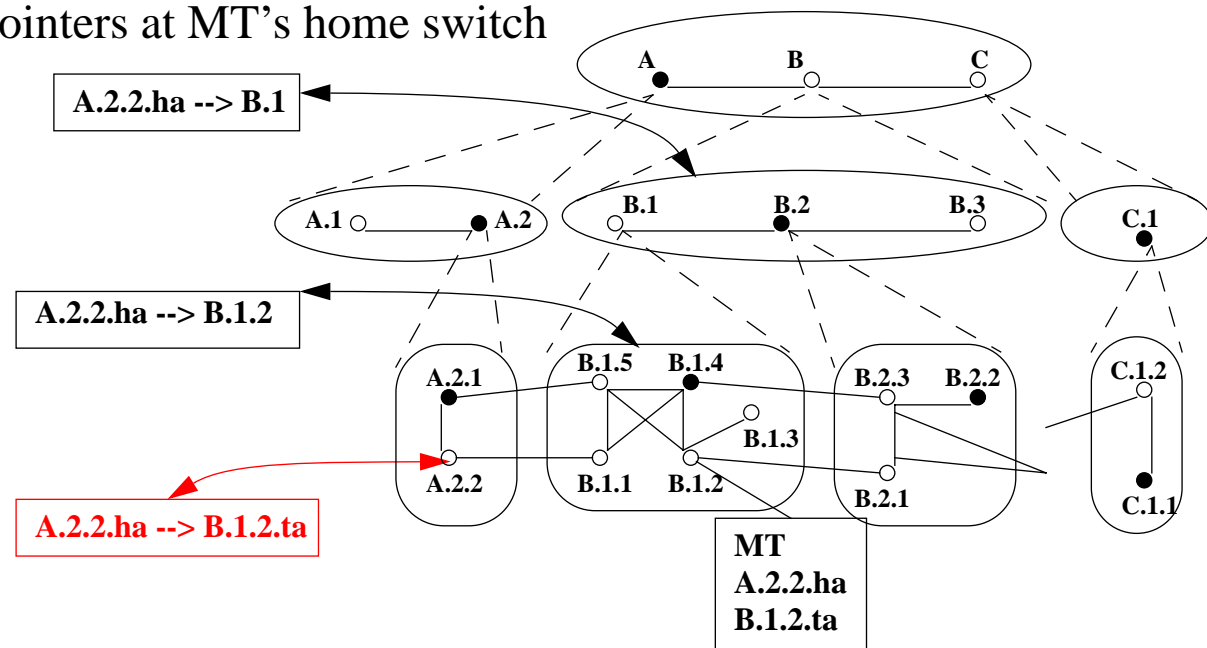 ointers at MT’s home switch
A B C
A.2.2.ha --> B.1
A.1 A.2 B.1 B.2 B.3 C.1
A.2.2.ha --> B.1.2
A.2.1 B.1.5 B.1.4 B.2.3 B.2.2 C.1.2
B.1.3
A.2.2 B.1.1 B.1.2 B.2.1 C.1.1
A.2.2.ha --> B.1.2.ta
MT
A.2.2.ha
B.1.2.ta